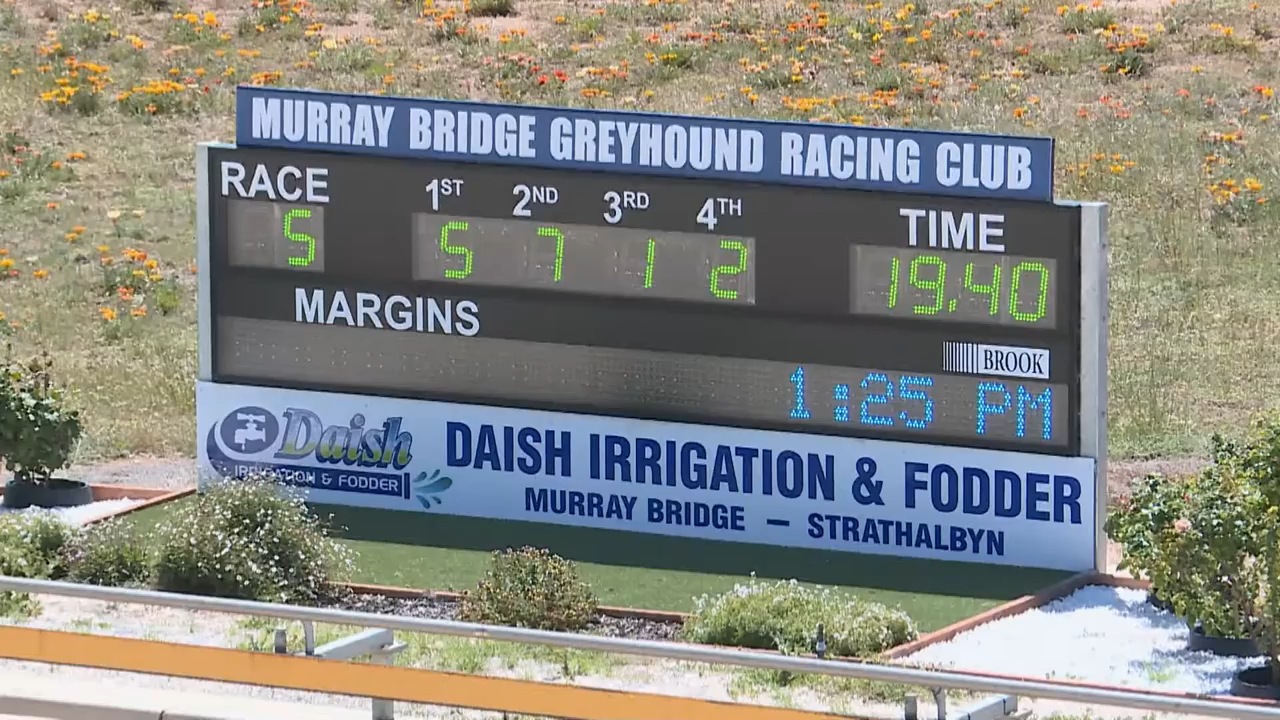 MURRAY BRIDGE GREYHOUND RACING CLUB
RACE 1ST 2ND 3RD 4TH TIME
5 5 7 1 2 19.40
MARGINS
BROOK
1:25 PM
Daish
IRRIGATION & FODDER
DAISH IRRIGATION & FODDER
MURRAY BRIDGE – STRATHALBYN